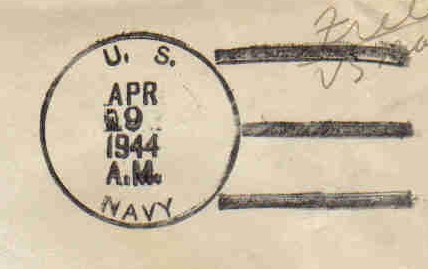 U. S.
APR
29
1944
A.M.
NAVY
Free